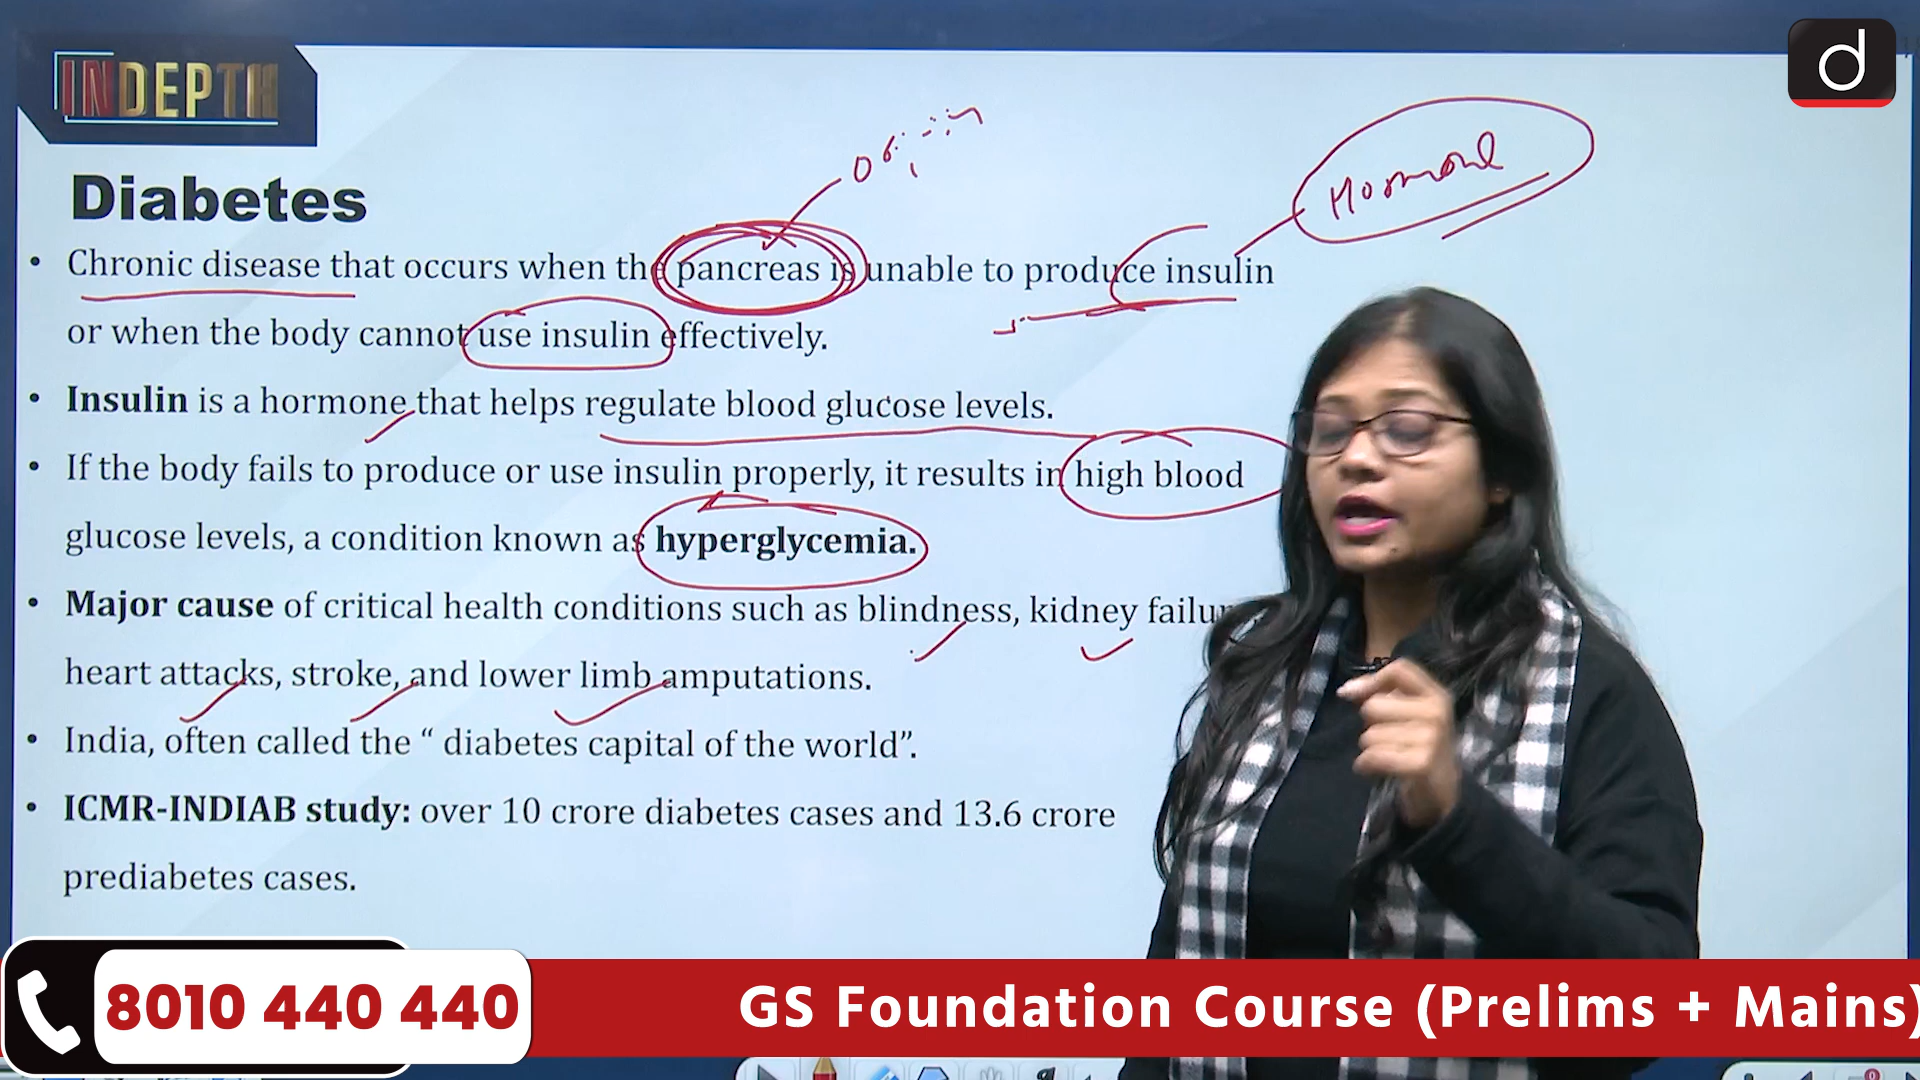 INDEPTH
d
Hormone
Diabetes
• Chronic disease that occurs when the pancreas is unable to produce insulin
or when the body cannot use insulin effectively.
• Insulin is a hormone that helps regulate blood glucose levels.
• If the body fails to produce or use insulin properly, it results in high blood
glucose levels, a condition known as hyperglycemia.
• Major cause of critical health conditions such as blindness, kidney failur
heart attacks, stroke, and lower limb amputations.
• India, often called the “ diabetes capital of the world”.
• ICMR-INDIAB study: over 10 crore diabetes cases and 13.6 crore
prediabetes cases.
8010 440 440
GS Foundation Course (Prelims + Mains)